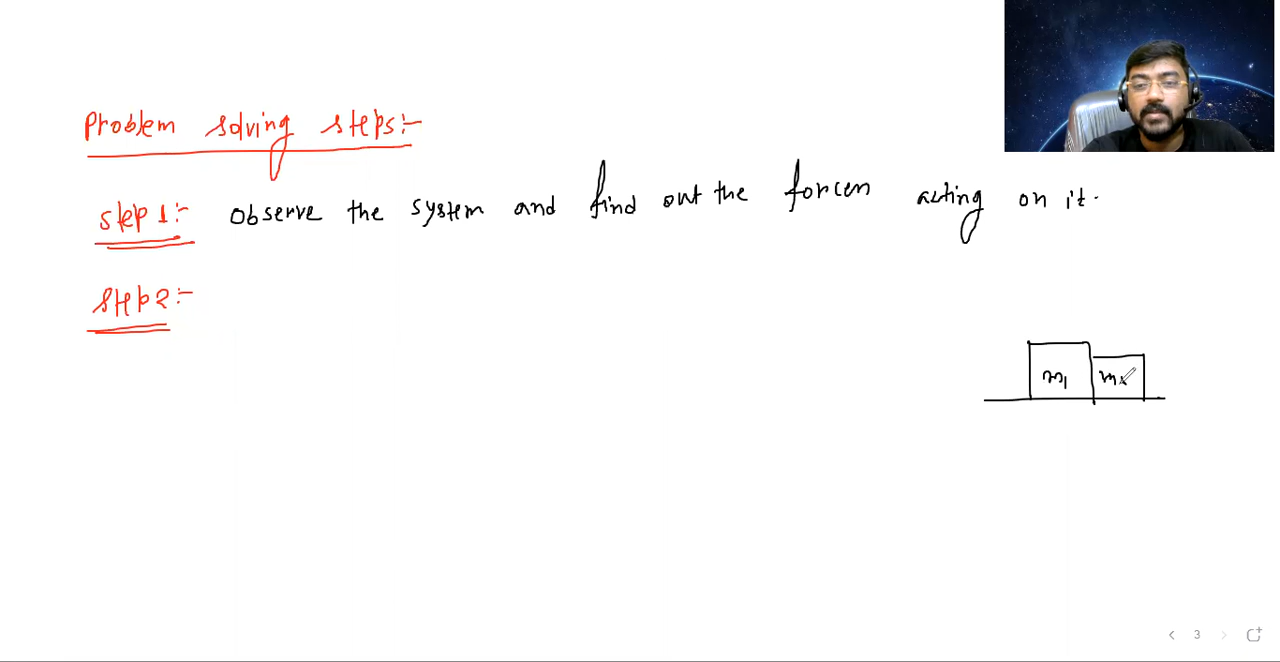 Problem solving steps:-
Step 1:- Observe the system and find out the forces acting on it.
Step 2:-
m1 m2
3